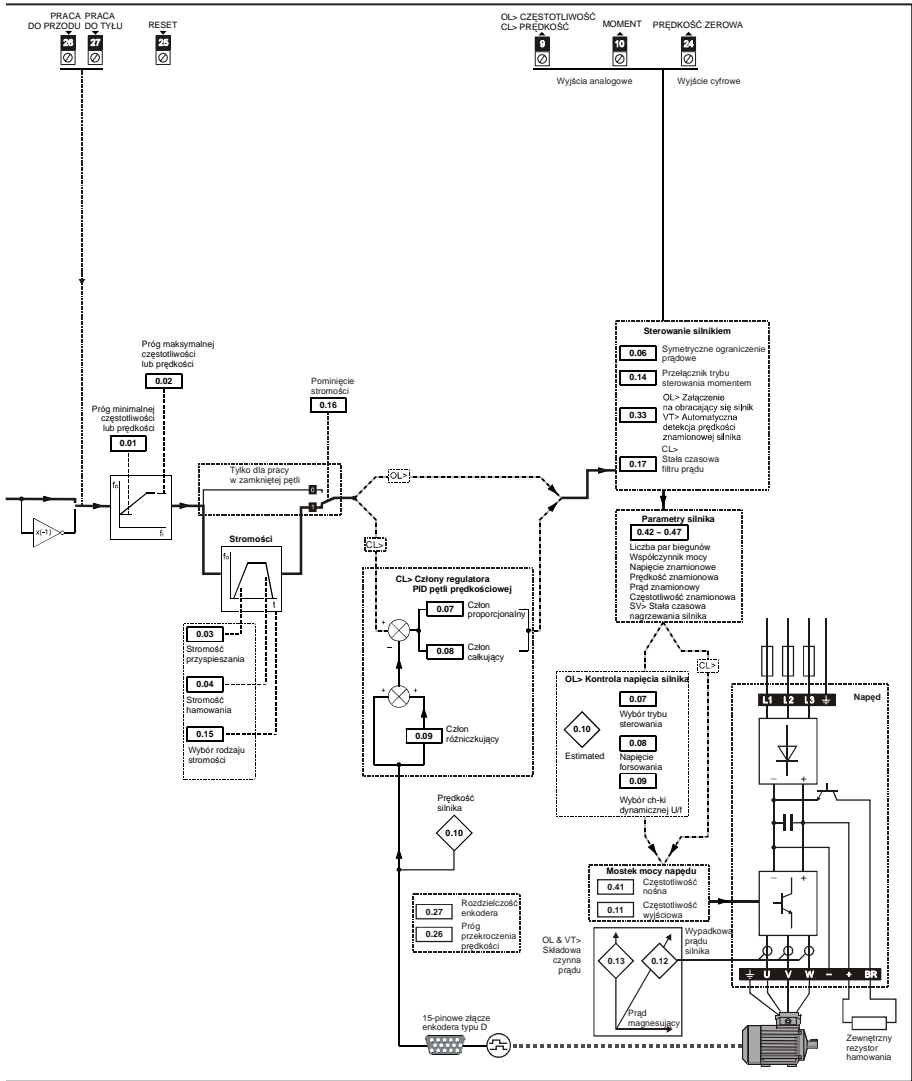 PRACA
DO PRZODU
PRACA
DO TYŁU
RESET
OL> CZĘSTOTLIWOŚĆ
CL> PRĘDKOŚĆ
MOMENT
PRĘDKOŚĆ ZEROWA
26
27
25
9
10
24
Wyjścia analogowe
Wyjście cyfrowe
Próg maksymalnej
częstotliwości
lub prędkości
0.02
Próg minimalnej
częstotliwości
lub prędkości
0.01
Pominięcie
stromości
0.16
Tylko dla pracy
w zamkniętej pętli
0
1
x(–1)
Stromości
t
0.03
Stromość
przyspieszania
0.04
Stromość
hamowania
0.15
Wybór rodzaju
stromości
OL>
CL>
CL> Człony regulatora
PID pętli prędkościowej
+
–
0.07
Człon
proporcjonalny
0.08
Człon
całkujący
+
+
0.09
Człon
różniczkujący
Prędkość
silnika
0.10
0.27
Rozdzielczość
enkodera
0.26
Próg
przekroczenia
prędkości
15-pinowe złącze
enkodera typu D
Sterowanie silnikiem
0.06
Symetryczne ograniczenie
prądowe
0.14
Przełącznik trybu
sterowania momentem
0.33
OL> Załączenie
na obracający się silnik
VT> Automatyczna
detekcja prędkości
znamionowej silnika
0.17
CL>
Stała czasowa
filtru prądu
Parametry silnika
0.42 ~ 0.47
Liczba par biegunów
Współczynnik mocy
Napięcie znamionowe
Prędkość znamionowa
Prąd znamionowy
Częstotliwość znamionowa
SV> Stała czasowa
nagrzewania silnika
CL>
OL> Kontrola napięcia silnika
0.10
Estimated
0.07
Wybór trybu
sterowania
0.08
Napięcie
forsowania
0.09
Wybór ch-ki
dynamicznej U/f
Mostek mocy napędu
0.41
Częstotliwość
nośna
0.11
Częstotliwość
wyjściowa
OL & VT>
Składowa
czynna
prądu
0.13
0.12
Wypadkowa
prądu
silnika
Prąd
magnesujący
L1 L2 L3
Napęd
– +
– +
U V W – + BR
Zewnętrzny
rezystor
hamowania